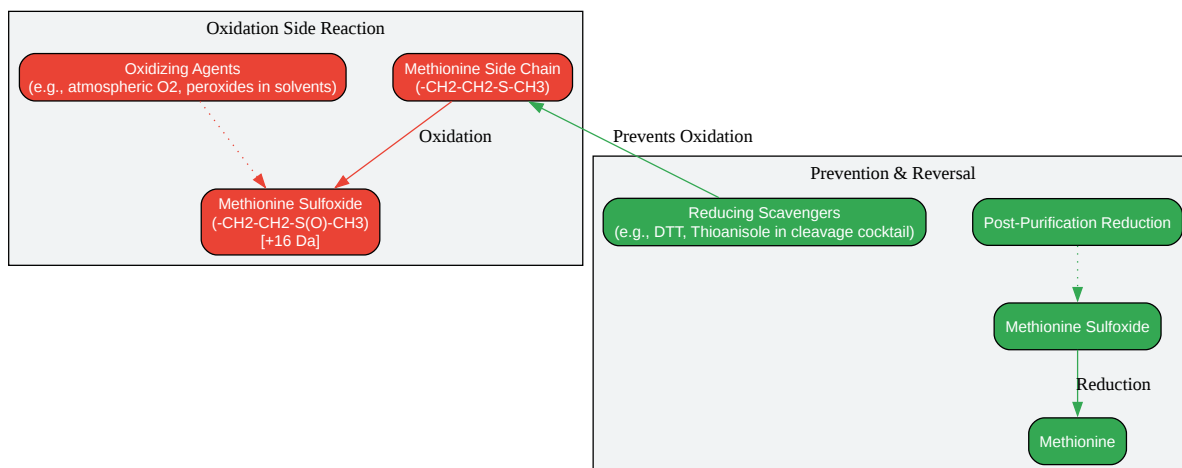 Oxidation Side Reaction
Oxidizing Agents
(e.g., atmospheric O2, peroxides in solvents)
Methionine Side Chain
(-CH2-CH2-S-CH3)
Oxidation
Prevents Oxidation
Methionine Sulfoxide
(-CH2-CH2-S(O)-CH3)
[+16 Da]
Prevention & Reversal
Reducing Scavengers
(e.g., DTT, Thioanisole in cleavage cocktail)
Post-Purification Reduction
Methionine Sulfoxide
Reduction
Methionine